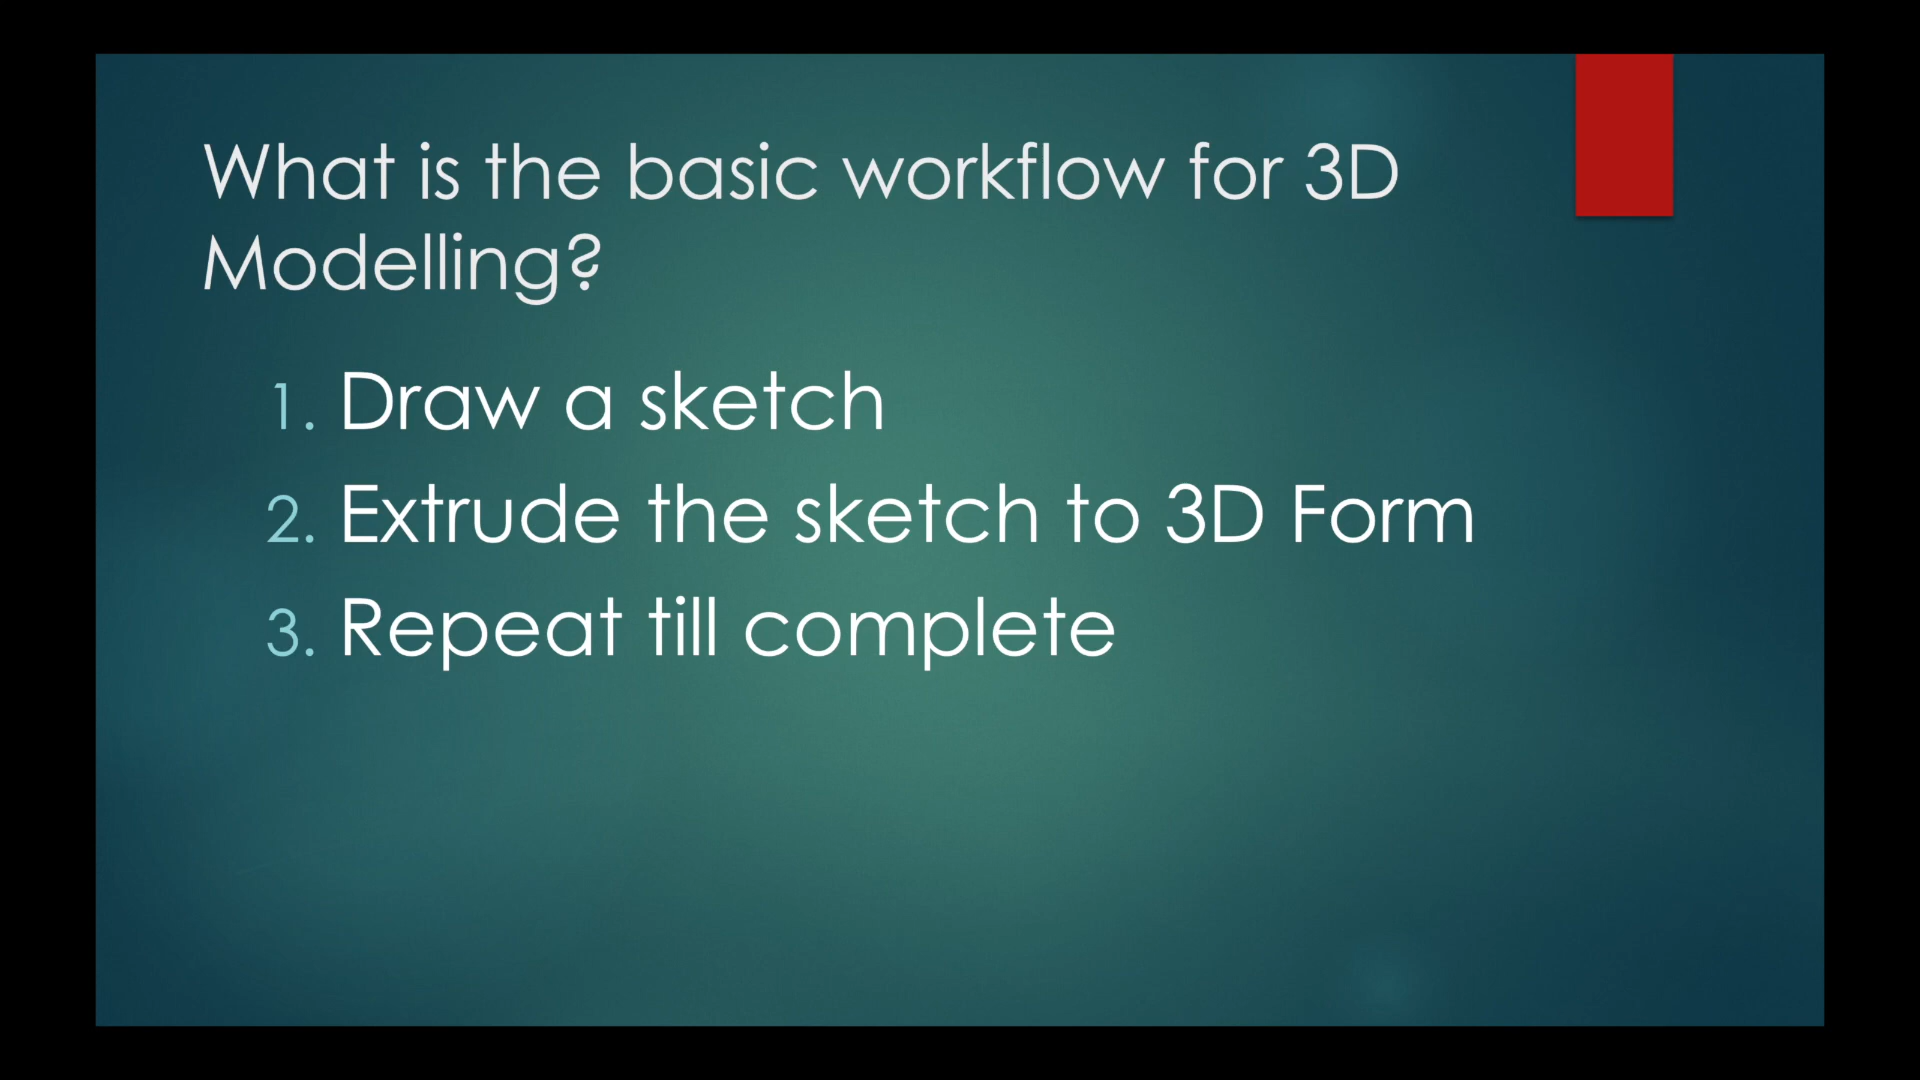 What is the basic workflow for 3D
Modelling?
1. Draw a sketch
2. Extrude the sketch to 3D Form
3. Repeat till complete